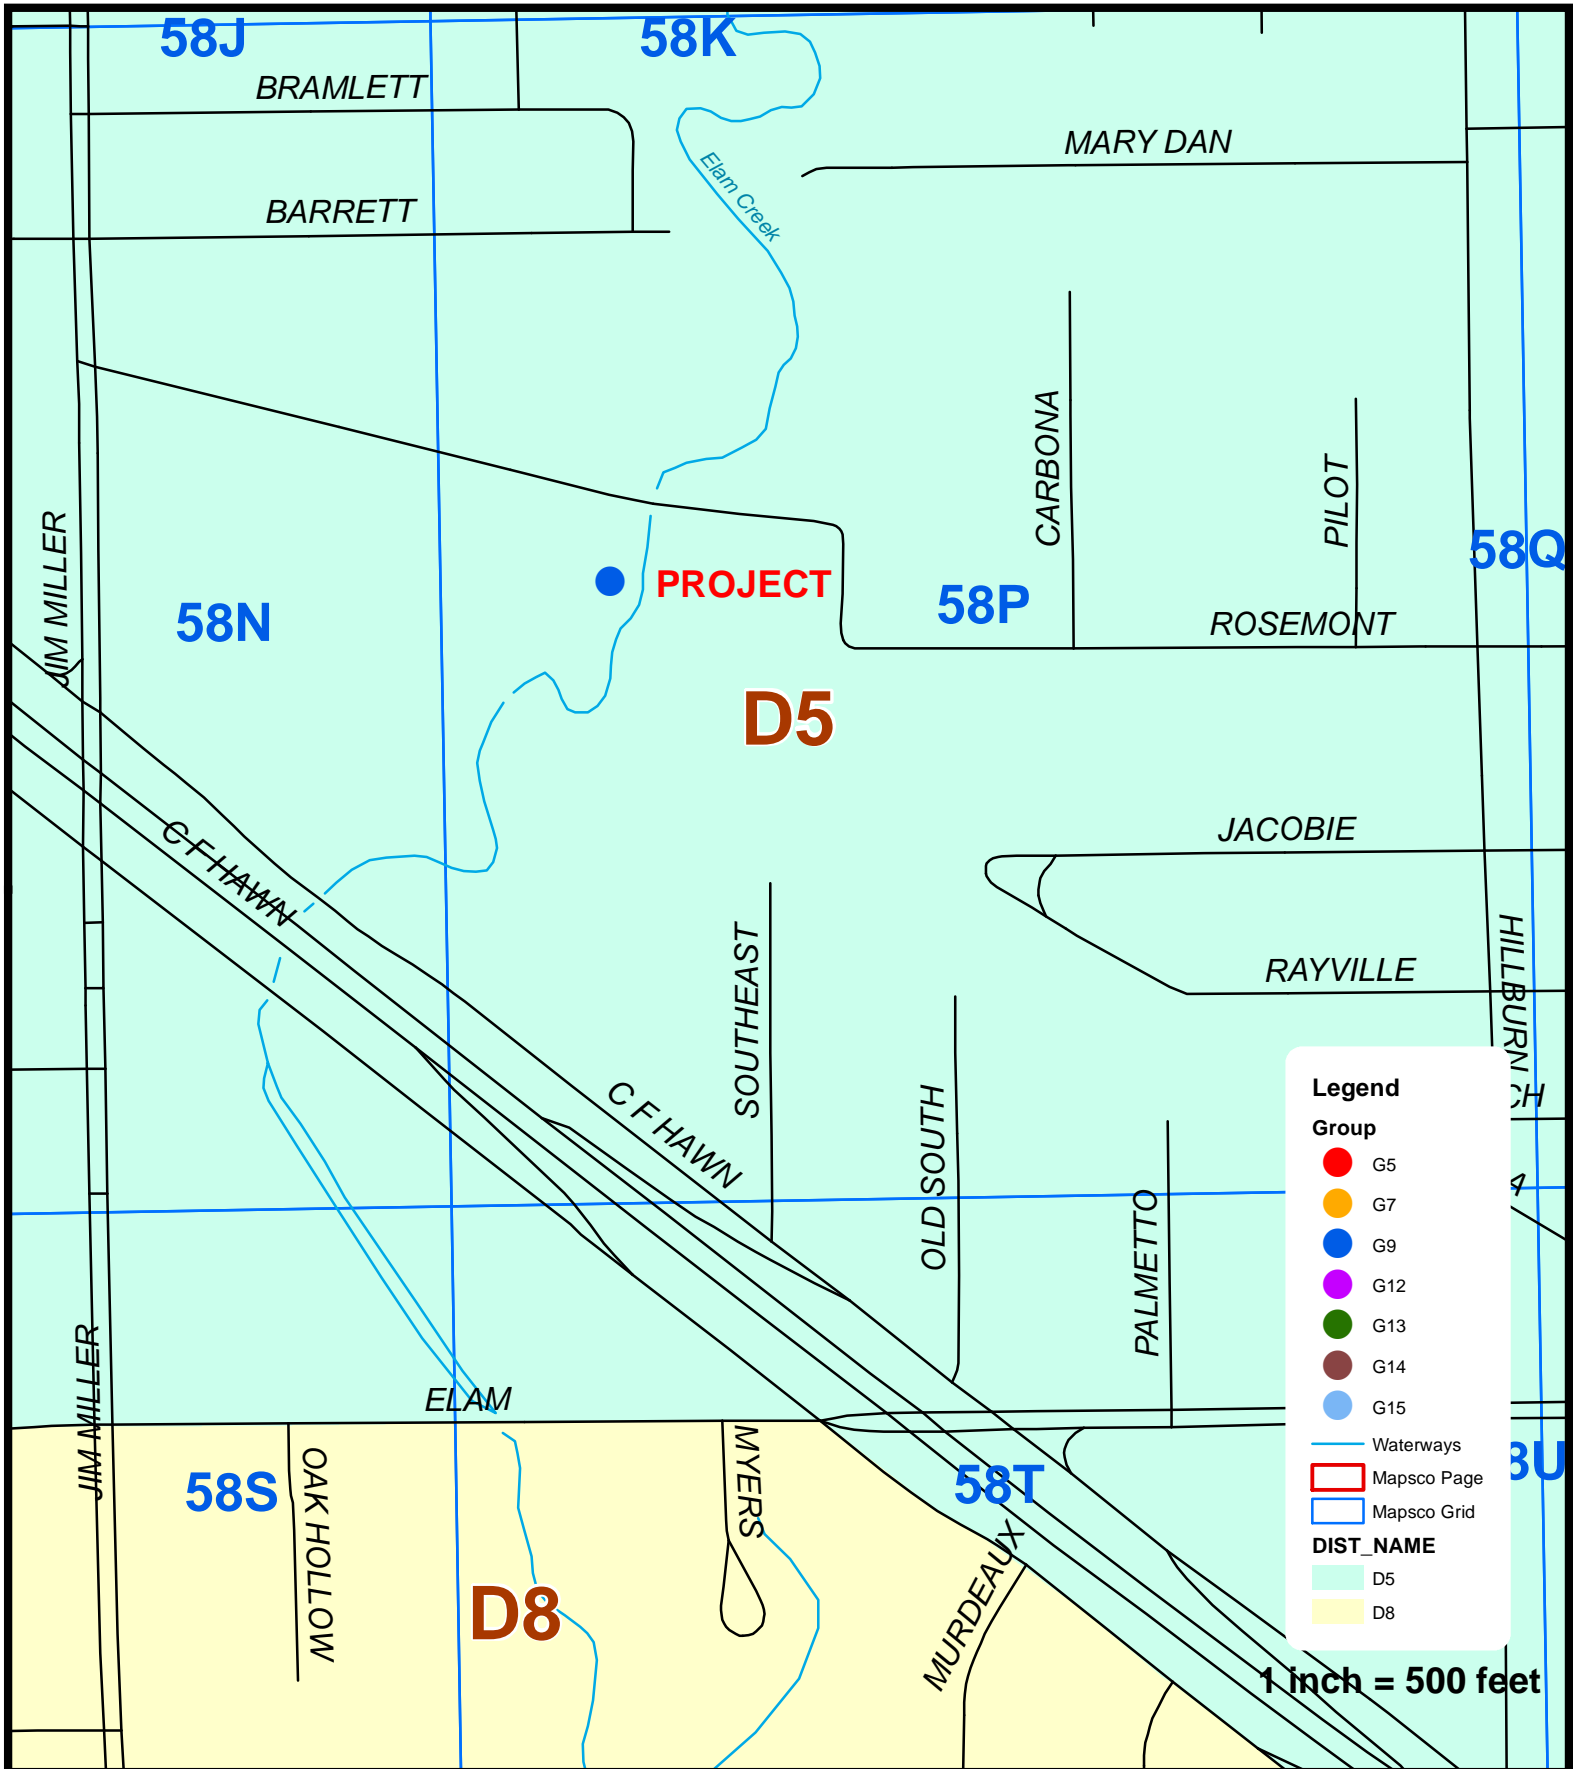 58J
58K
BRAMLETT
MARY DAN
Elam Creek
BARRETT
CARBONA
PILOT
JIM MILLER
58Q
PROJECT
58P
58N
ROSEMONT
D5
JACOBIE
C F HAWN
SOUTHEAST
HILLBURN
RAYVILLE
C F HAWN
OLD SOUTH
CH
PALMETTO
A
JIM MILLER
ELAM
MYERS
OAK HOLLOW
58S
58T
8U
MURDEAUX
D8
Legend
Group
G5
G7
G9
G12
G13
G14
G15
Waterways
Mapsco Page
Mapsco Grid
DIST_NAME
D5
D8
1 inch = 500 feet